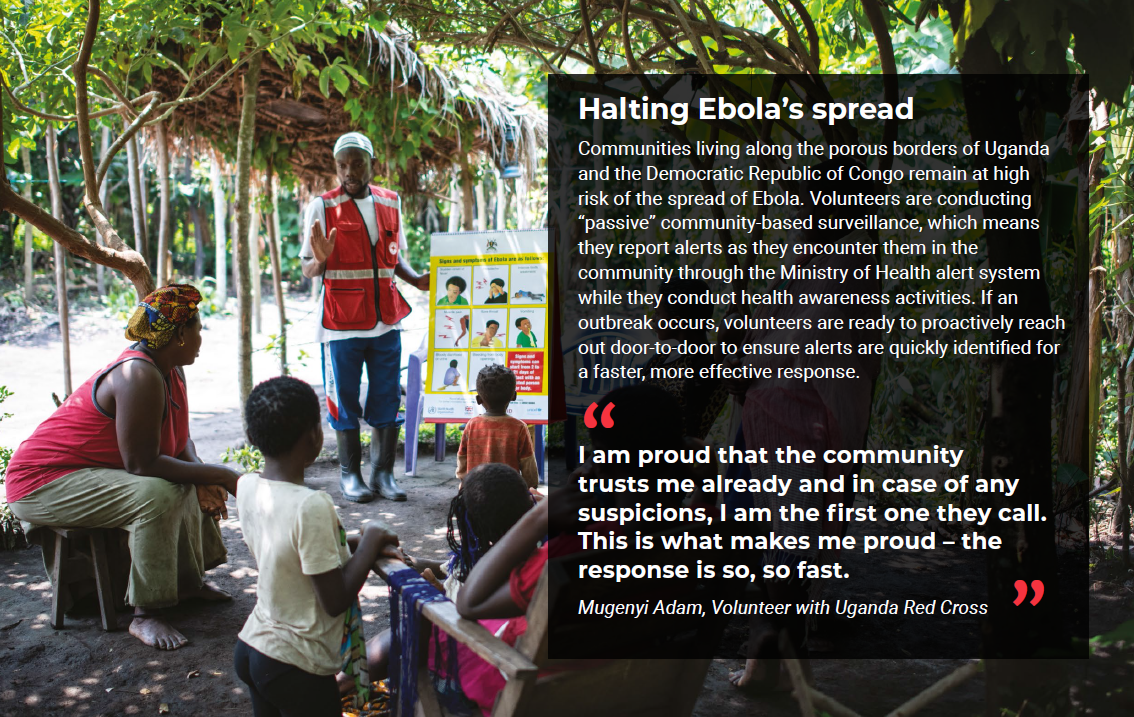 Halting Ebola’s spread
Communities living along the porous borders of Uganda
and the Democratic Republic of Congo remain at high
risk of the spread of Ebola. Volunteers are conducting
“passive” community-based surveillance, which means
they report alerts as they encounter them in the
community through the Ministry of Health alert system
while they conduct health awareness activities. If an
outbreak occurs, volunteers are ready to proactively reach
out door-to-door to ensure alerts are quickly identified for
a faster, more effective response.
“
I am proud that the community
trusts me already and in case of any
suspicions, I am the first one they call.
This is what makes me proud – the
response is so, so fast.
”
Mugenyi Adam, Volunteer with Uganda Red Cross
Signs and symptoms of Ebola are as follows:
Signs and
symptoms can
start from 2 to
21 days of